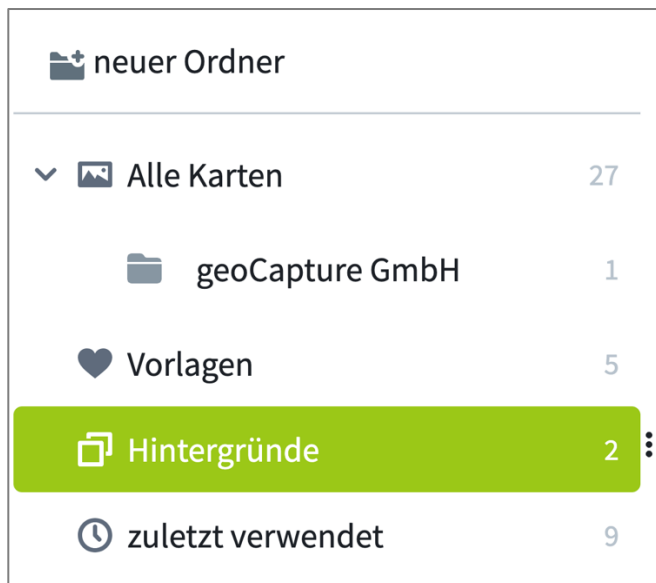 neuer Ordner
Alle Karten 27
geoCapture GmbH 1
Vorlagen 5
Hintergründe 2
zuletzt verwendet 9